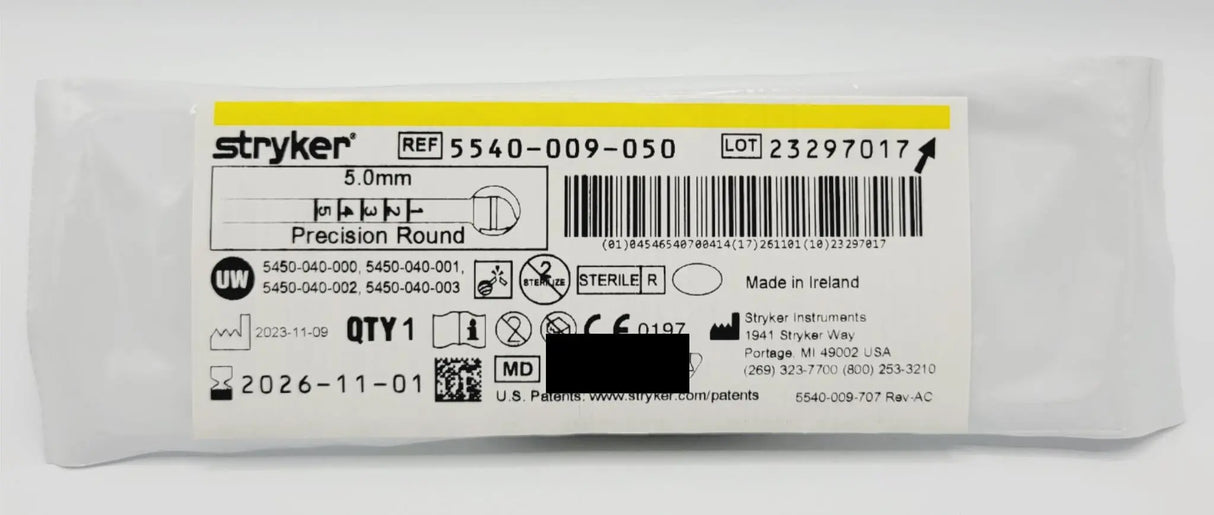 stryker® REF 5540-009-050 LOT 23297017
5.0mm
5 4 3 2 1
Precision Round
(01)04546540700414(17)261101(10)23297017
UW 5450-040-000, 5450-040-001,
5450-040-002, 5450-040-003
2 STERILIZE
STERILE R
Made in Ireland
2023-11-09 QTY 1 i 2 CE 0197
Stryker Instruments
1941 Stryker Way
Portage, MI 49002 USA
(269) 323-7700 (800) 253-3210
2026-11-01 MD
U.S. Patents: www.stryker.com/patents
5540-009-707 Rev-AC